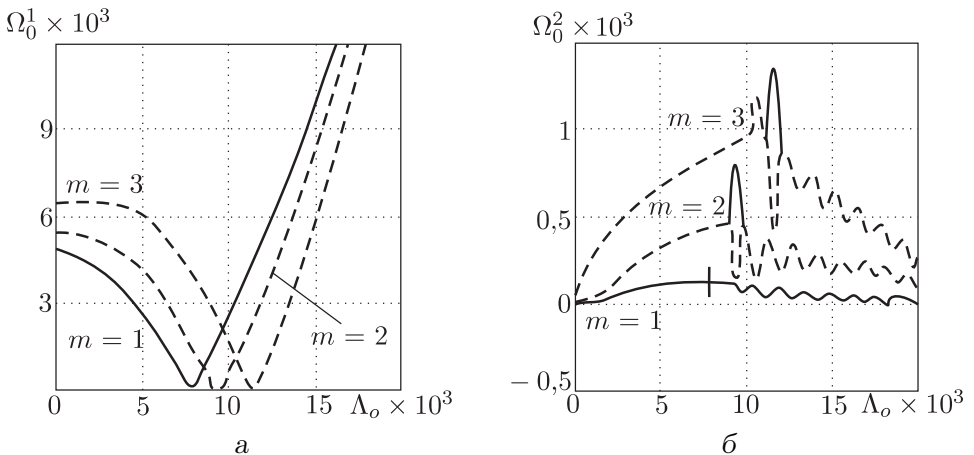 Ω₀¹ × 10³
9
6
3
m = 3
m = 1
m = 2
0 5 10 15 Λₒ × 10³
а
Ω₀² × 10³
1
0,5
0
− 0,5
m = 3
m = 2
m = 1
0 5 10 15 Λₒ × 10³
б